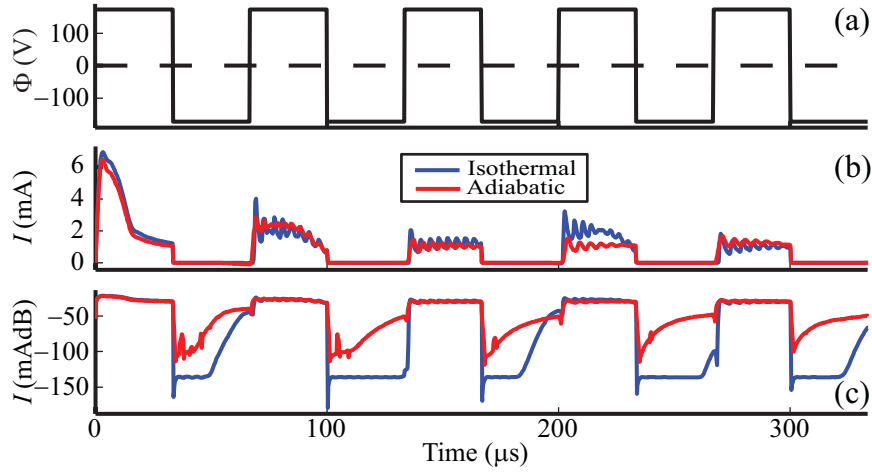 (a)
Φ (V)
100
0
−100
(b)
I (mA)
6
4
2
0
Isothermal
Adiabatic
(c)
I (mAdB)
−50
−100
−150
0
100
200
300
Time (μs)